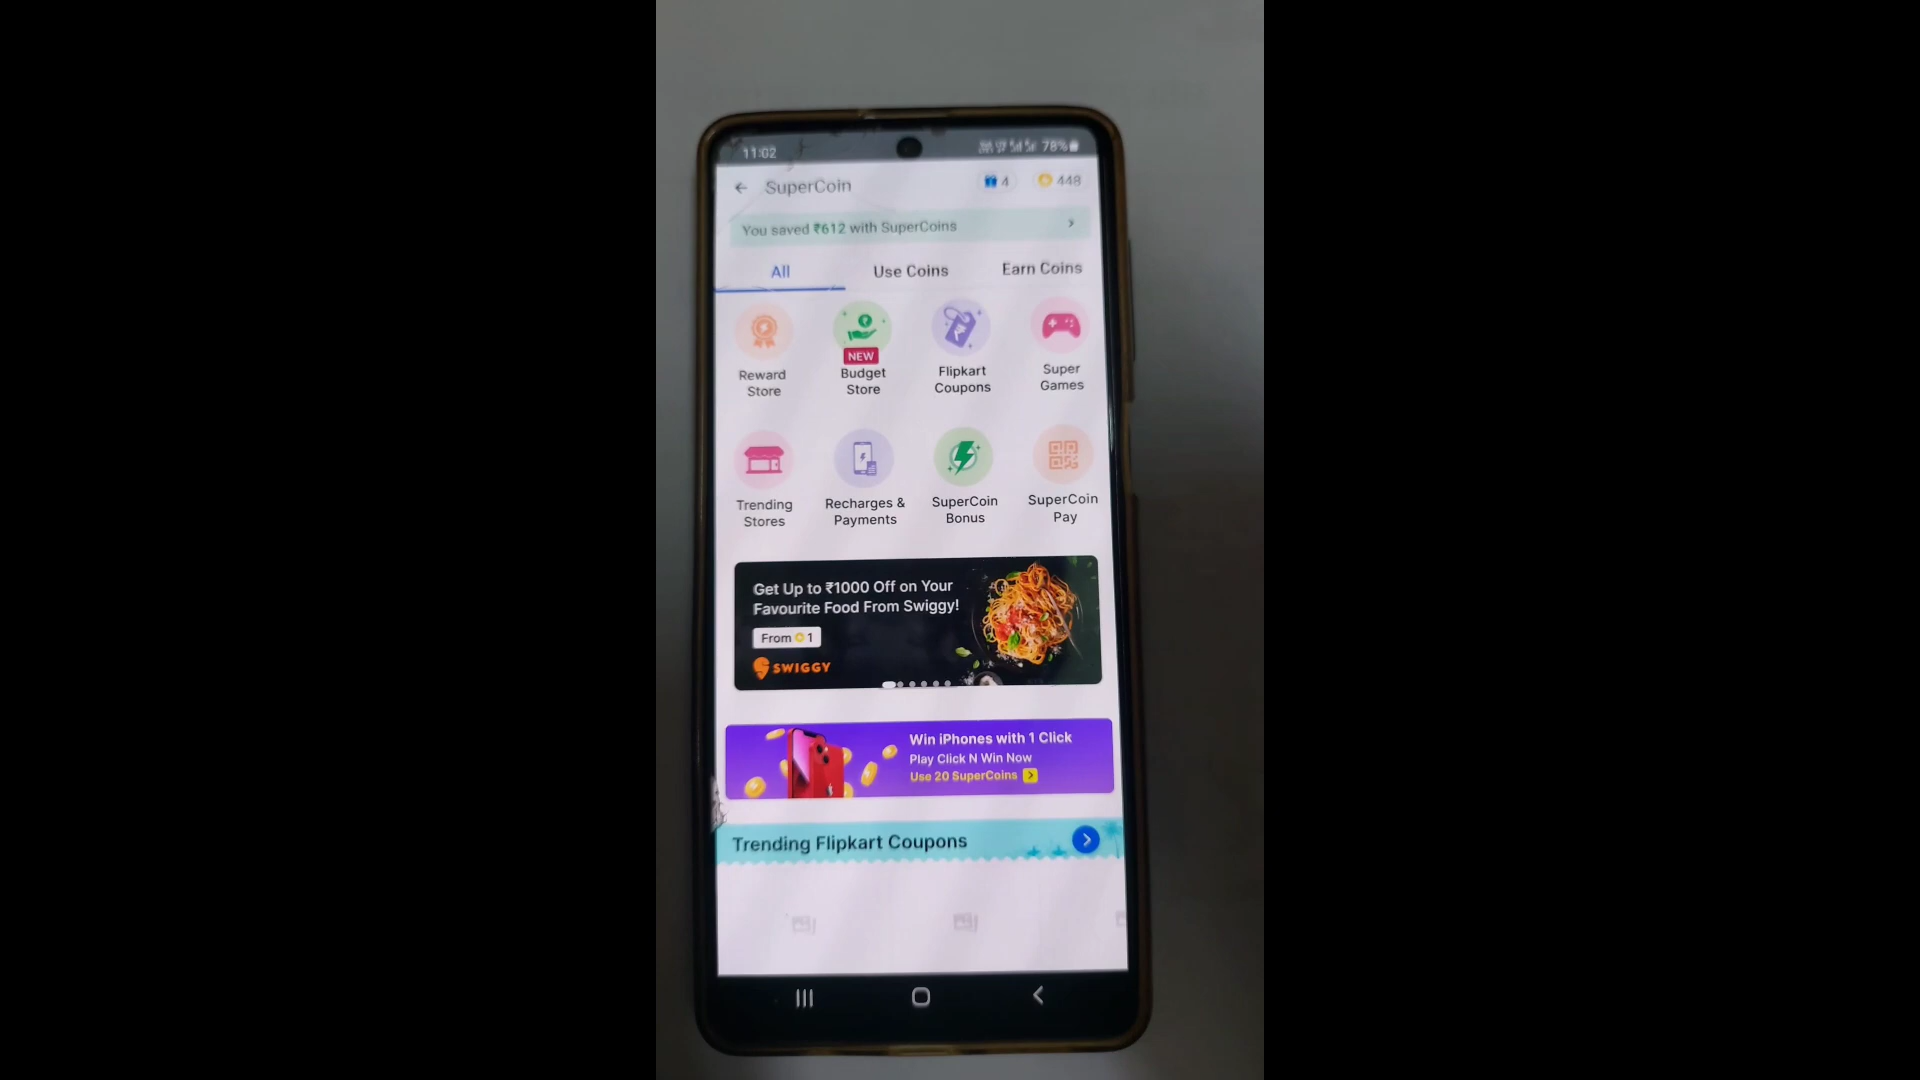 11:02
78%
SuperCoin
4
448
You saved ₹612 with SuperCoins
All
Use Coins
Earn Coins
Reward
Store
NEW
Budget
Store
Flipkart
Coupons
Super
Games
Trending
Stores
Recharges &
Payments
SuperCoin
Bonus
SuperCoin
Pay
Get Up to ₹1000 Off on Your
Favourite Food From Swiggy!
From 1
SWIGGY
Win iPhones with 1 Click
Play Click N Win Now
Use 20 SuperCoins
Trending Flipkart Coupons